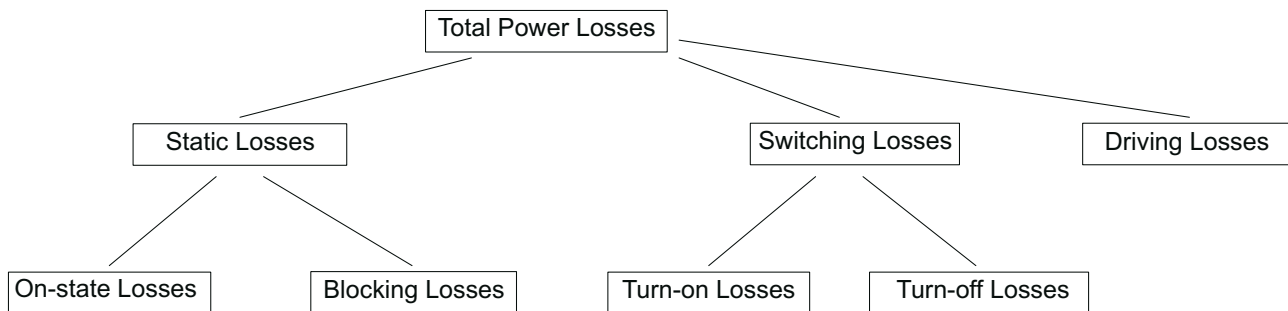 Total Power Losses
Static Losses
Switching Losses
Driving Losses
On-state Losses
Blocking Losses
Turn-on Losses
Turn-off Losses